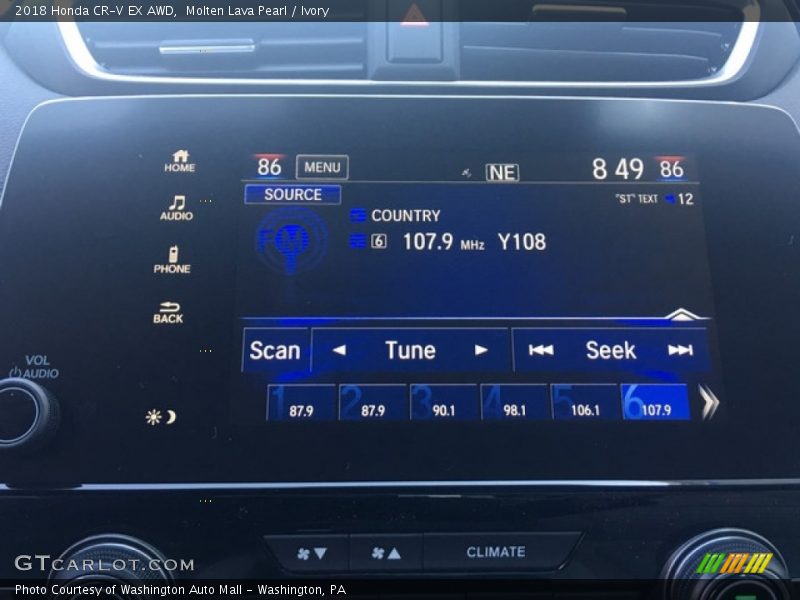 2018 Honda CR-V EX AWD, Molten Lava Pearl / Ivory
HOME
86 MENU NE 8 49 86
SOURCE "ST" TEXT 12
AUDIO
FM
COUNTRY
6 107.9 MHz Y108
PHONE
BACK
Scan Tune Seek
VOL
AUDIO
1 87.9 2 87.9 3 90.1 4 98.1 5 106.1 6 107.9
CLIMATE
GTCARLOT.COM
Photo Courtesy of Washington Auto Mall - Washington, PA